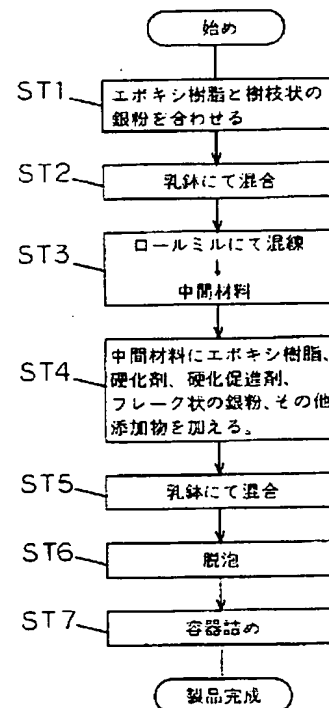 始め
ST1
エポキシ樹脂と樹枝状の
銀粉を合わせる
ST2
乳鉢にて混合
ST3
ロールミルにて混練
↓
中間材料
ST4
中間材料にエポキシ樹脂、
硬化剤、硬化促進剤、
フレーク状の銀粉、その他
添加物を加える。
ST5
乳鉢にて混合
ST6
脱泡
ST7
容器詰め
製品完成